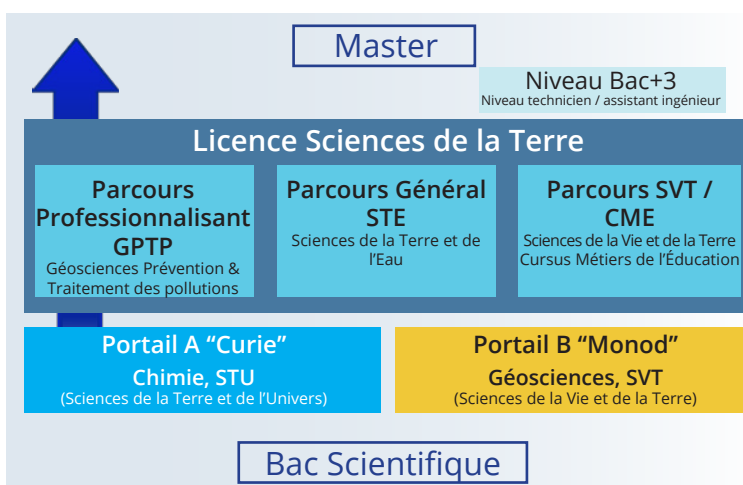 Master
Niveau Bac+3
Niveau technicien / assistant ingénieur
Licence Sciences de la Terre
Parcours
Professionnalisant
GPTP
Géosciences Prévention &
Traitement des pollutions
Parcours Général
STE
Sciences de la Terre et de
l’Eau
Parcours SVT /
CME
Sciences de la Vie et de la Terre
Cursus Métiers de l’Éducation
Portail A “Curie”
Chimie, STU
(Sciences de la Terre et de l’Univers)
Portail B “Monod”
Géosciences, SVT
(Sciences de la Vie et de la Terre)
Bac Scientifique